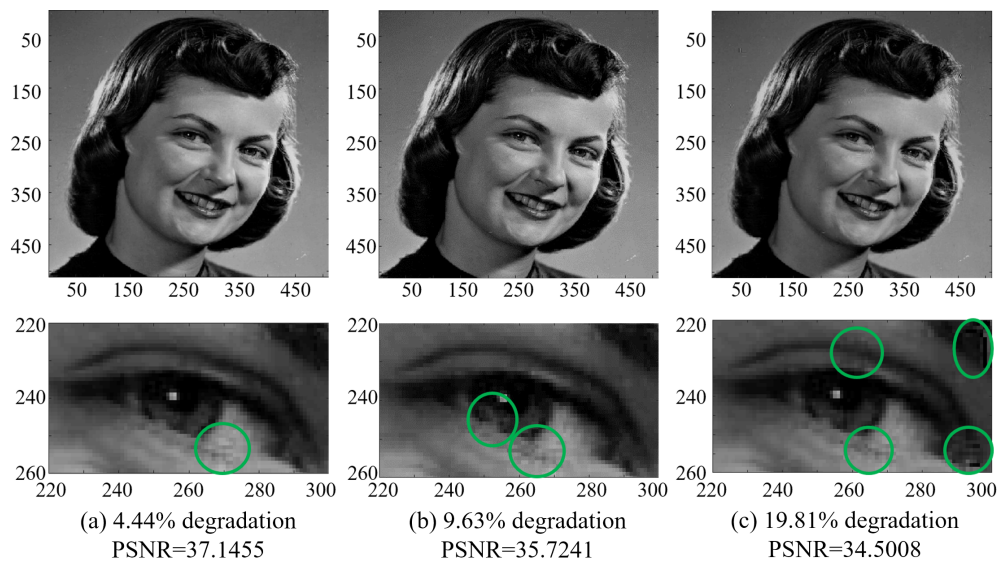 50
150
250
350
450
50 150 250 350 450
50
150
250
350
450
50 150 250 350 450
50
150
250
350
450
50 150 250 350 450
220
240
260
220 240 260 280 300
220
240
260
220 240 260 280 300
220
240
260
220 240 260 280 300
(a) 4.44% degradation
PSNR=37.1455
(b) 9.63% degradation
PSNR=35.7241
(c) 19.81% degradation
PSNR=34.5008